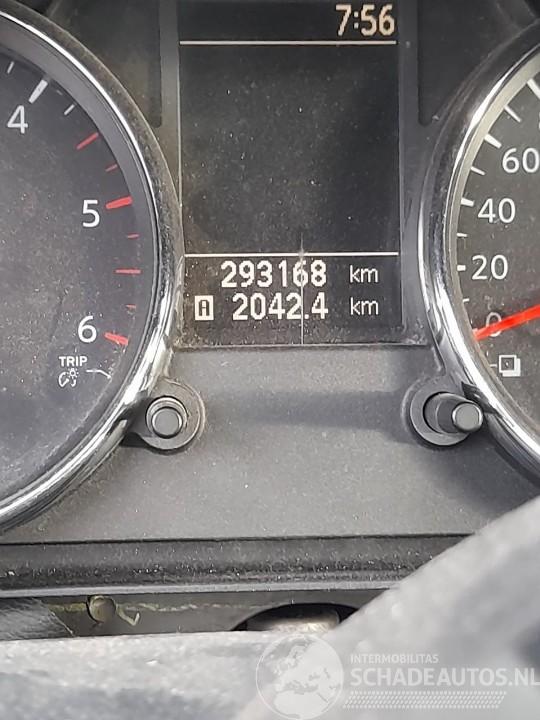 7:56
4
5
6
TRIP
60
40
20
0
293168 km
A 2042.4 km
INTERMOBILITAS
SCHADEAUTOS.NL